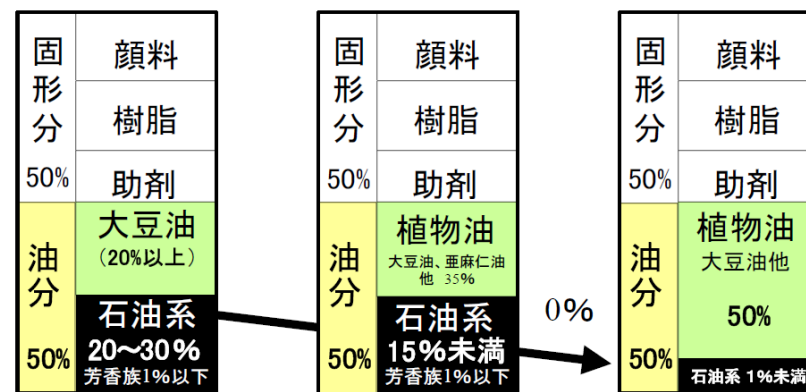 固形分
50%
顔料
樹脂
助剤
油分
50%
大豆油
（20%以上）
石油系
20～30%
芳香族1%以下
固形分
50%
顔料
樹脂
助剤
油分
50%
植物油
大豆油、亜麻仁油
他 35%
石油系
15%未満
芳香族1%以下
0%
固形分
50%
顔料
樹脂
助剤
油分
50%
植物油
大豆油他
50%
石油系 1%未満